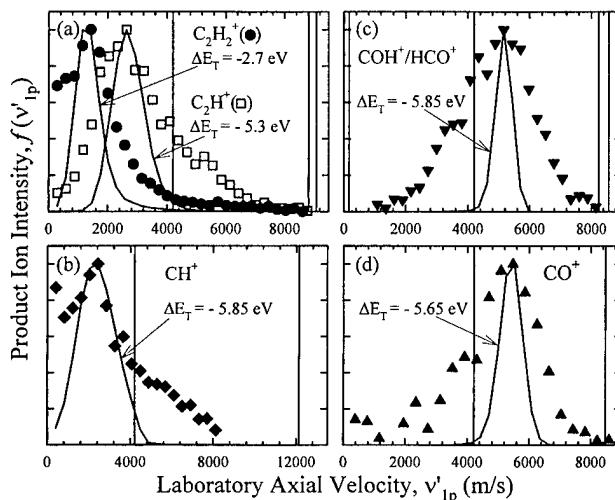 Product Ion Intensity, f(ν'1p)
(a)
C2H2+(●)
ΔET= -2.7 eV
C2H+(□)
ΔET= - 5.3 eV
0 2000 4000 6000 8000
(c)
COH+/HCO+
ΔET= - 5.85 eV
0 2000 4000 6000 8000
(b)
CH+
ΔET= - 5.85 eV
0 4000 8000 12000
(d)
CO+
ΔET= - 5.65 eV
0 2000 4000 6000 8000
Laboratory Axial Velocity, ν'1p (m/s)